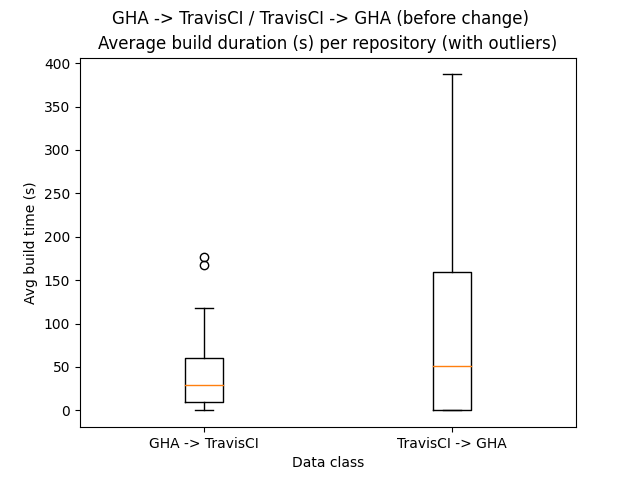 GHA -> TravisCI / TravisCI -> GHA (before change)
Average build duration (s) per repository (with outliers)
400
350
300
250
200
150
100
50
0
Avg build time (s)
GHA -> TravisCI
TravisCI -> GHA
Data class